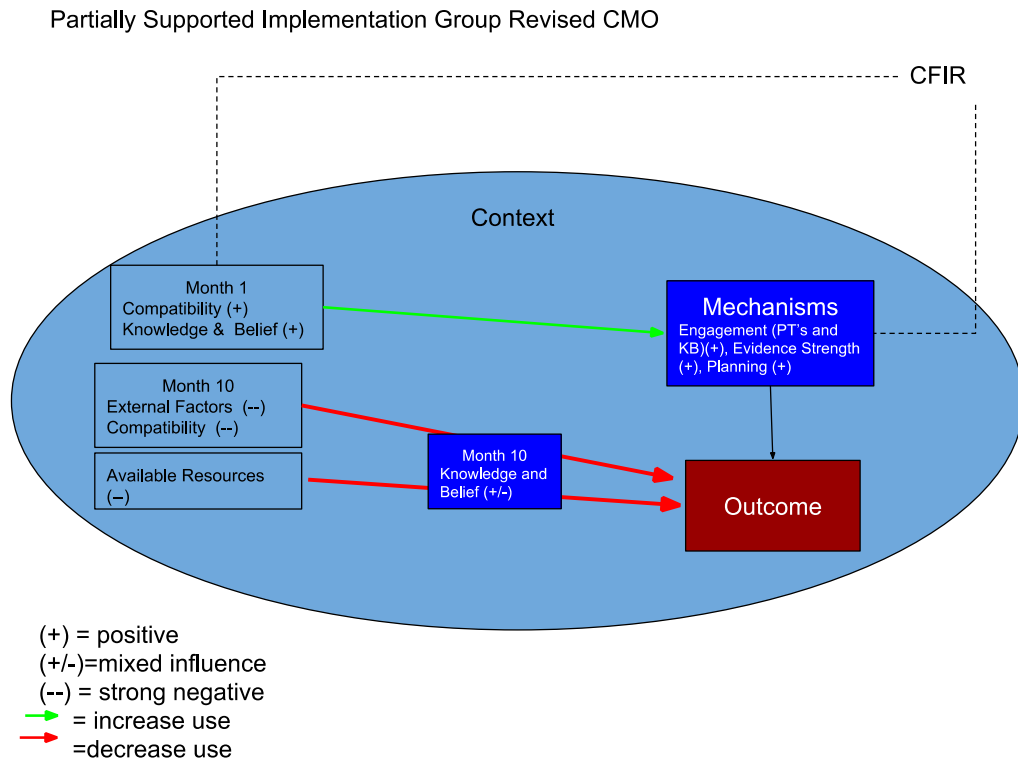 Partially Supported Implementation Group Revised CMO
CFIR
Context
Month 1
Compatibility (+)
Knowledge & Belief (+)
Mechanisms
Engagement (PT's and
KB)(+), Evidence Strength
(+), Planning (+)
Month 10
External Factors (--)
Compatibility (--)
Month 10
Knowledge and
Belief (+/-)
Available Resources
(–)
Outcome
(+) = positive
(+/-)=mixed influence
(--) = strong negative
= increase use
=decrease use